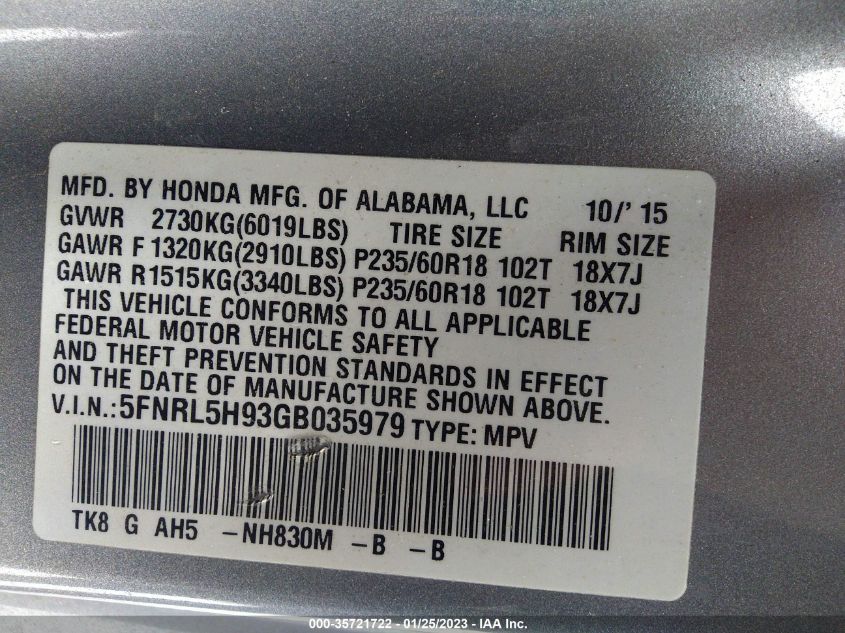 MFD. BY HONDA MFG. OF ALABAMA, LLC 10/' 15
GVWR 2730KG(6019LBS) TIRE SIZE RIM SIZE
GAWR F 1320KG(2910LBS) P235/60R18 102T 18X7J
GAWR R1515KG(3340LBS) P235/60R18 102T 18X7J
THIS VEHICLE CONFORMS TO ALL APPLICABLE
FEDERAL MOTOR VEHICLE SAFETY
AND THEFT PREVENTION STANDARDS IN EFFECT
ON THE DATE OF MANUFACTURE SHOWN ABOVE.
V.I.N.:5FNRL5H93GB035979 TYPE: MPV
TK8 G AH5 -NH830M -B -B
000-35721722 - 01/25/2023 - IAA Inc.